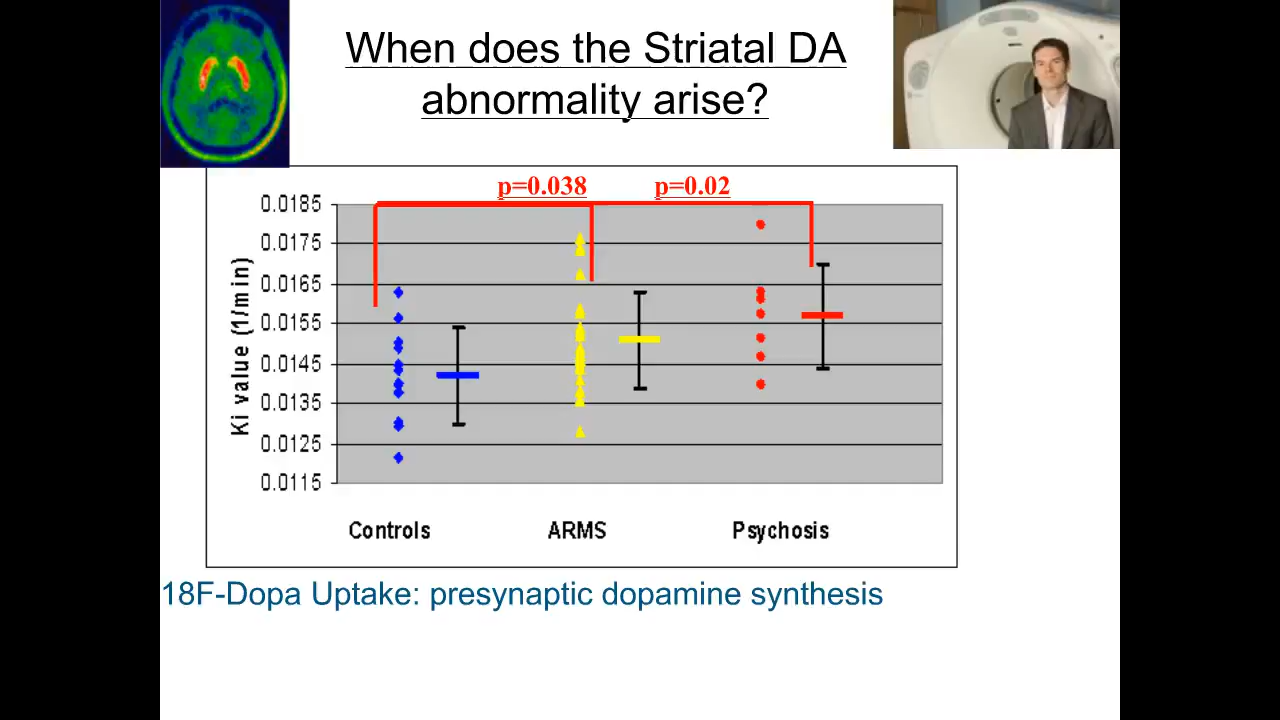 When does the Striatal DA
abnormality arise?
p=0.038 p=0.02
Ki value (1/min)
0.0185
0.0175
0.0165
0.0155
0.0145
0.0135
0.0125
0.0115
Controls ARMS Psychosis
18F-Dopa Uptake: presynaptic dopamine synthesis